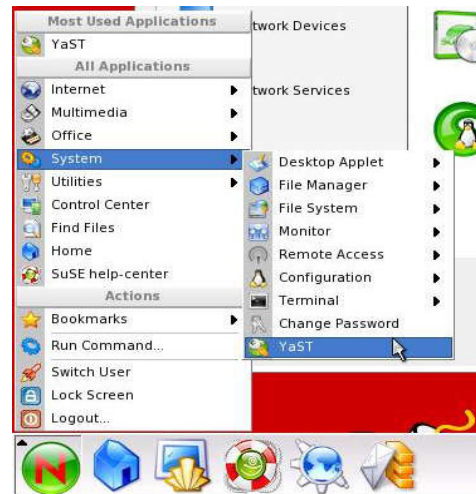 Most Used Applications
YaST
All Applications
Internet
Multimedia
Office
System
Utilities
Control Center
Find Files
Home
SuSE help-center
Actions
Bookmarks
Run Command...
Switch User
Lock Screen
Logout...
twork Devices
twork Services
Desktop Applet
File Manager
File System
Monitor
Remote Access
Configuration
Terminal
Change Password
YaST
N